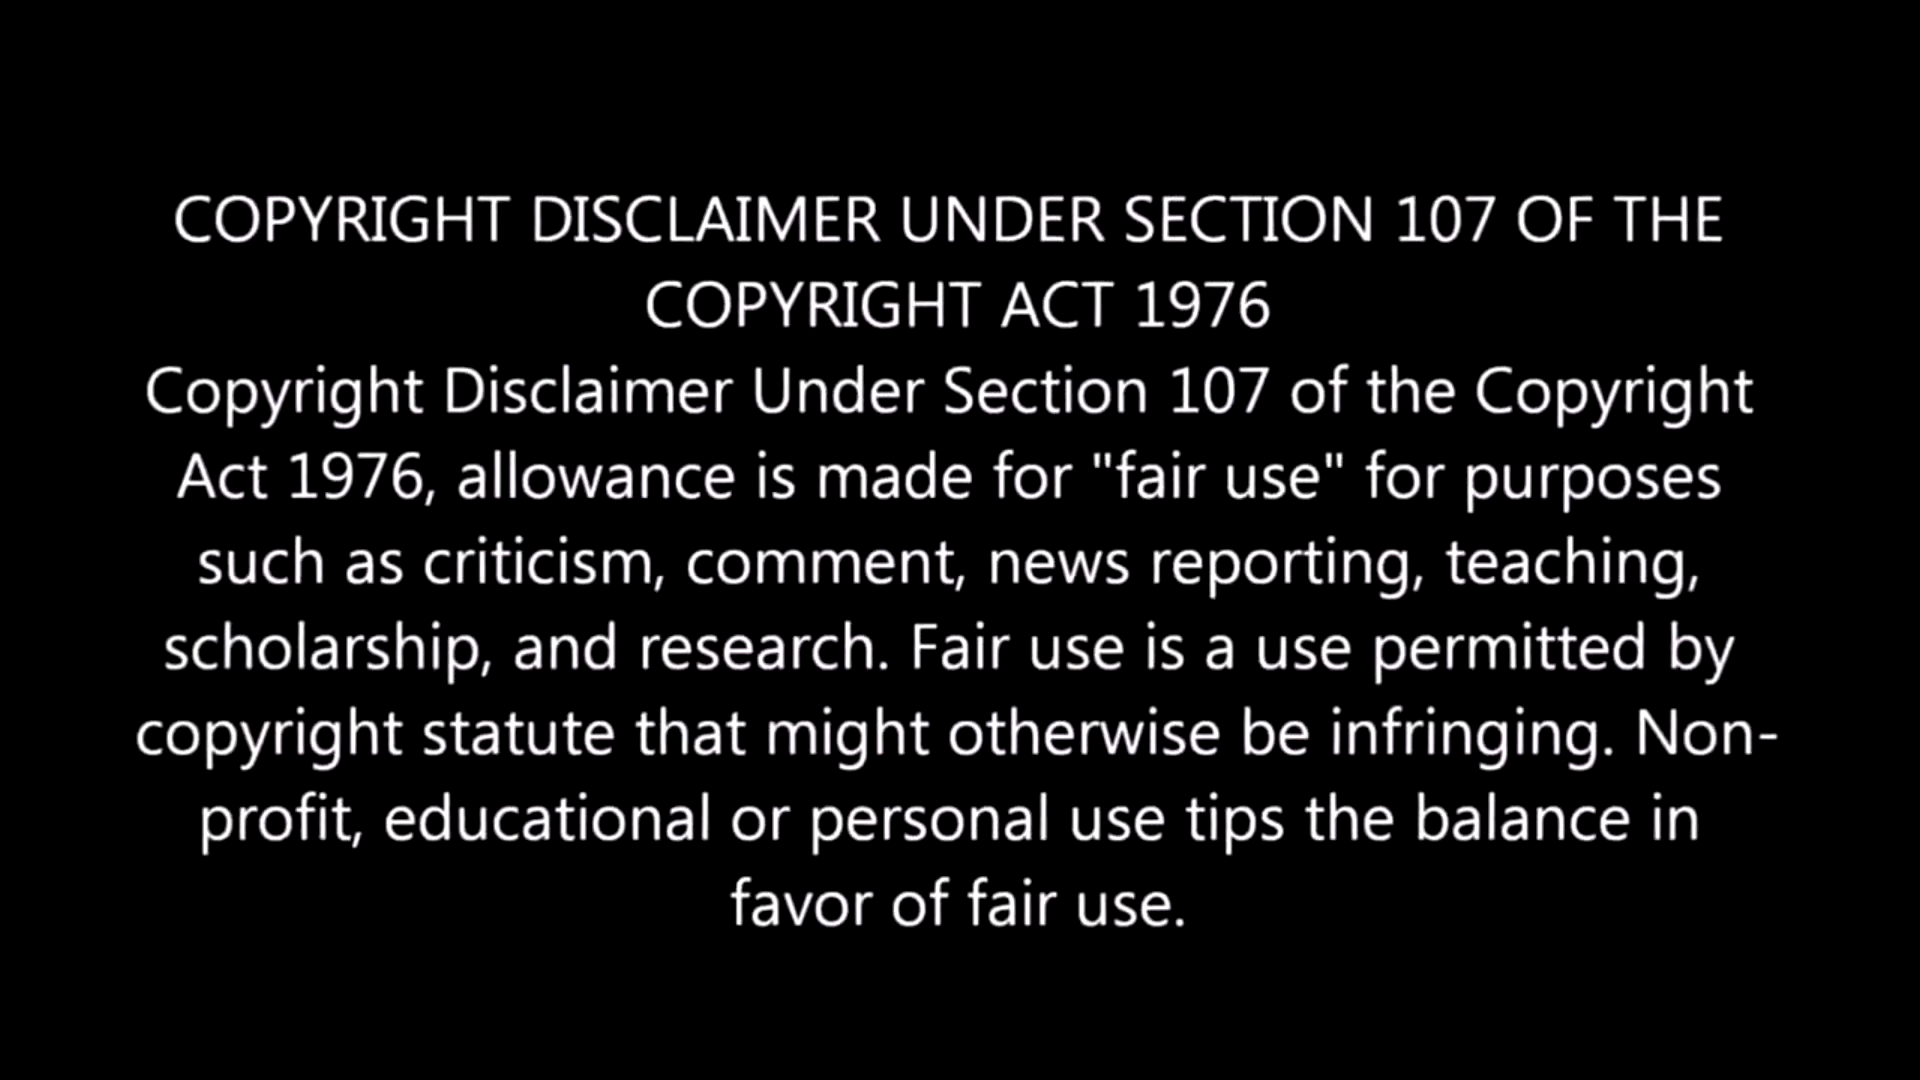 COPYRIGHT DISCLAIMER UNDER SECTION 107 OF THE
COPYRIGHT ACT 1976
Copyright Disclaimer Under Section 107 of the Copyright
Act 1976, allowance is made for "fair use" for purposes
such as criticism, comment, news reporting, teaching,
scholarship, and research. Fair use is a use permitted by
copyright statute that might otherwise be infringing. Non-
profit, educational or personal use tips the balance in
favor of fair use.